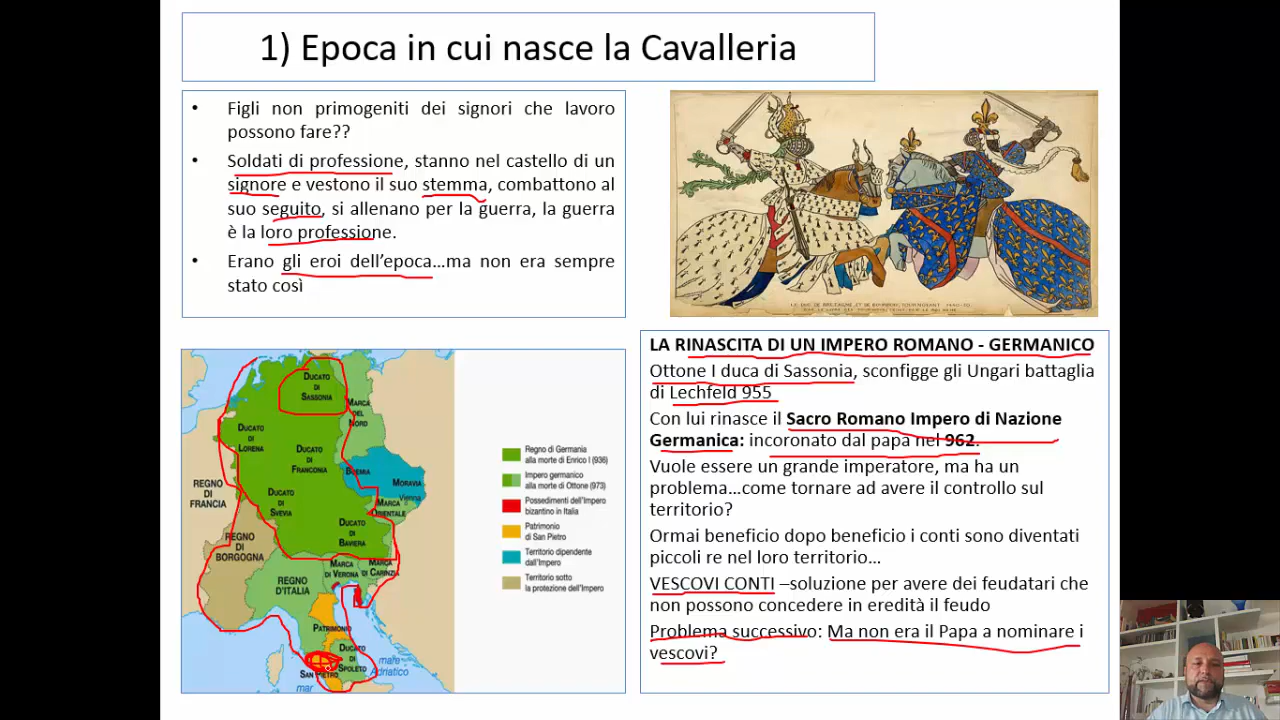 1) Epoca in cui nasce la Cavalleria
• Figli non primogeniti dei signori che lavoro
possono fare??
• Soldati di professione, stanno nel castello di un
signore e vestono il suo stemma, combattono al
suo seguito, si allenano per la guerra, la guerra
è la loro professione.
• Erano gli eroi dell'epoca...ma non era sempre
stato così
LA RINASCITA DI UN IMPERO ROMANO - GERMANICO
Ottone I duca di Sassonia, sconfigge gli Ungari battaglia
di Lechfeld 955
Con lui rinasce il Sacro Romano Impero di Nazione
Germanica: incoronato dal papa nel 962.
Vuole essere un grande imperatore, ma ha un
problema...come tornare ad avere il controllo sul
territorio?
Ormai beneficio dopo beneficio i conti sono diventati
piccoli re nel loro territorio...
VESCOVI CONTI –soluzione per avere dei feudatari che
non possono concedere in eredità il feudo
Problema successivo: Ma non era il Papa a nominare i
vescovi?
DUCATO
DI
SASSONIA
MARCA
DEL
NORD
DUCATO
DI
LORENA
DUCATO
DI
FRANCONIA
BOEMIA
MORAVIA
REGNO
DI
FRANCIA
DUCATO
DI
SVEVIA
Vienna
MARCA
ORIENTALE
DUCATO
DI
BAVIERA
REGNO
DI
BORGOGNA
MARCA
DI VERONA
MARCA
DI CARINZIA
REGNO
D'ITALIA
PATRIMONIO
DUCATO
DI
SPOLETO
SAN PIETRO
mare
Adriatico
mar
Regno di Germania
alla morte di Enrico I (936)
Impero germanico
alla morte di Ottone (973)
Possedimenti dell'Impero
bizantino in Italia
Patrimonio
di San Pietro
Territorio dipendente
dall'Impero
Territorio sotto
la protezione dell'Impero